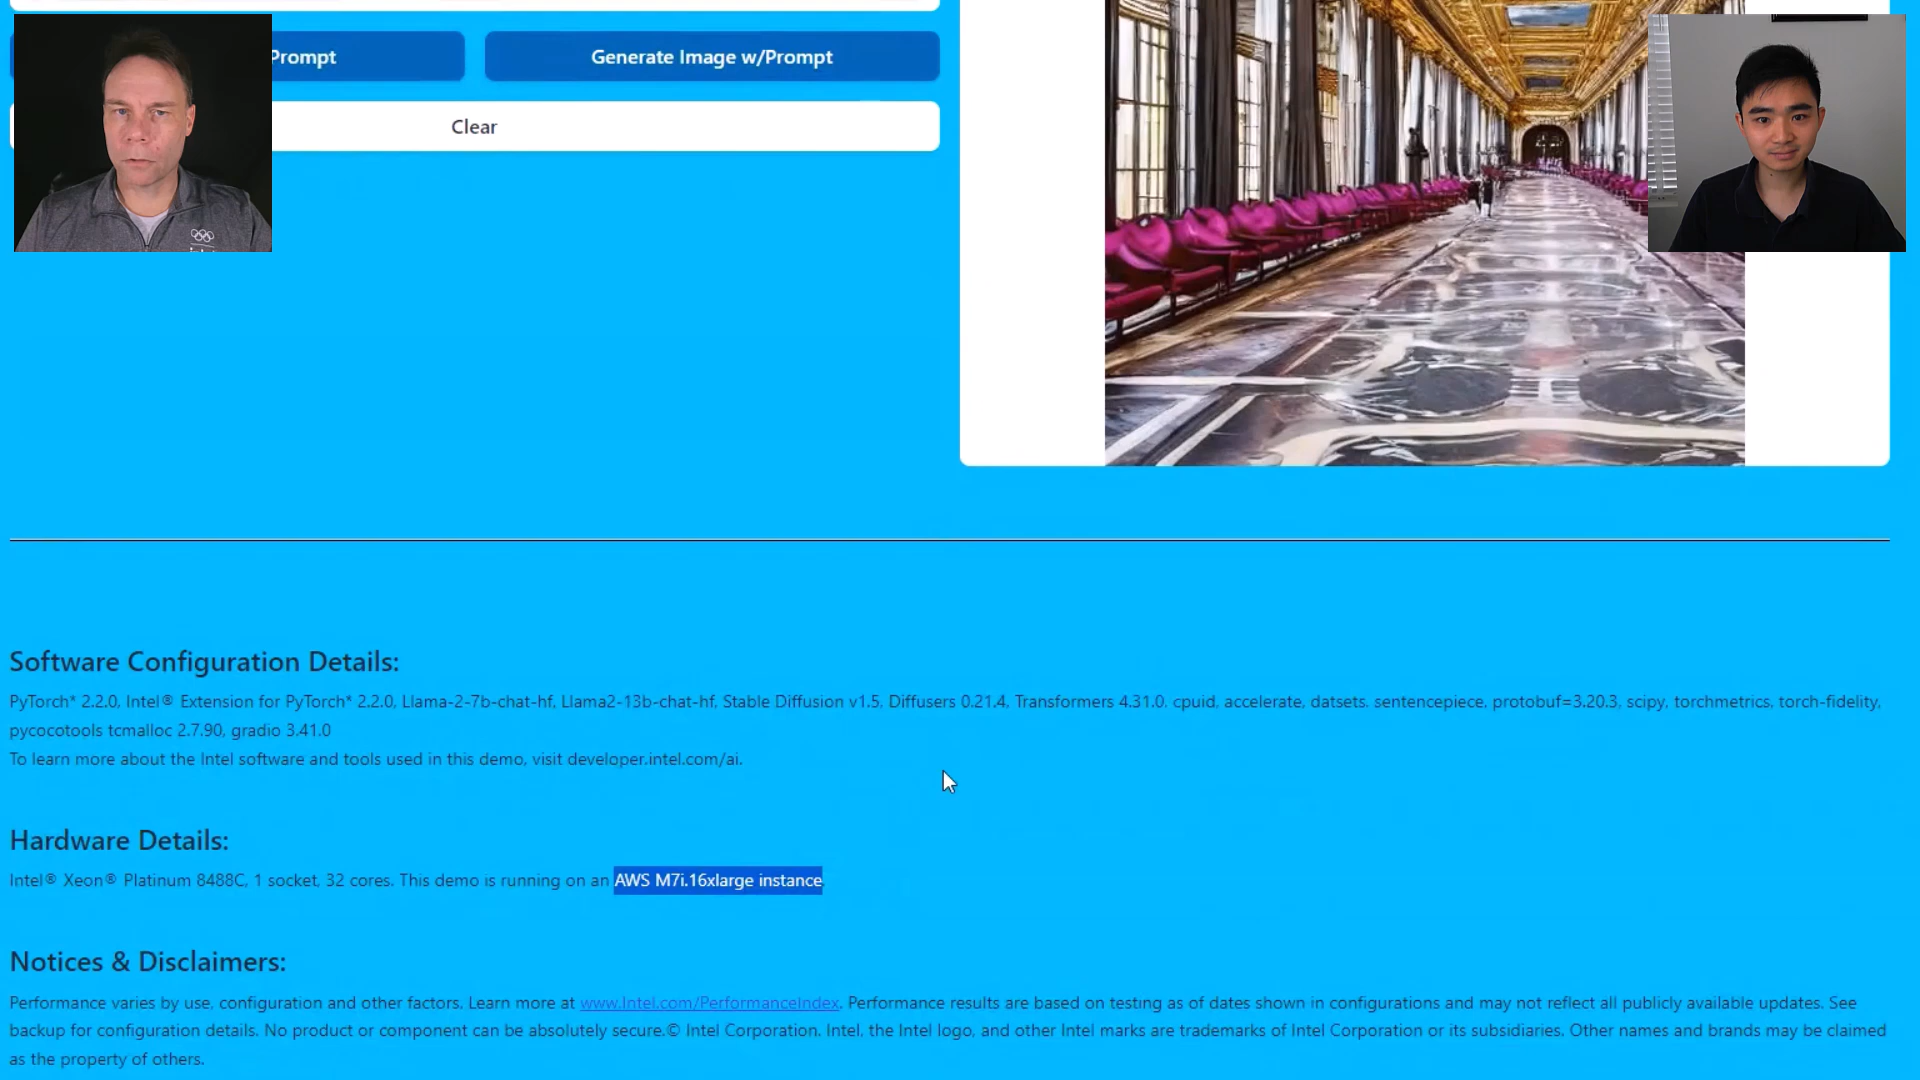 Prompt
Generate Image w/Prompt
Clear
Software Configuration Details:
PyTorch* 2.2.0, Intel® Extension for PyTorch* 2.2.0, Llama-2-7b-chat-hf, Llama2-13b-chat-hf, Stable Diffusion v1.5, Diffusers 0.21.4, Transformers 4.31.0. cpuid, accelerate, datsets. sentencepiece, protobuf=3.20.3, scipy, torchmetrics, torch-fidelity,
pycocotools tcmalloc 2.7.90, gradio 3.41.0
To learn more about the Intel software and tools used in this demo, visit developer.intel.com/ai.
Hardware Details:
Intel® Xeon® Platinum 8488C, 1 socket, 32 cores. This demo is running on an AWS M7i.16xlarge instance
Notices & Disclaimers:
Performance varies by use, configuration and other factors. Learn more at www.Intel.com/PerformanceIndex. Performance results are based on testing as of dates shown in configurations and may not reflect all publicly available updates. See
backup for configuration details. No product or component can be absolutely secure.© Intel Corporation. Intel, the Intel logo, and other Intel marks are trademarks of Intel Corporation or its subsidiaries. Other names and brands may be claimed
as the property of others.